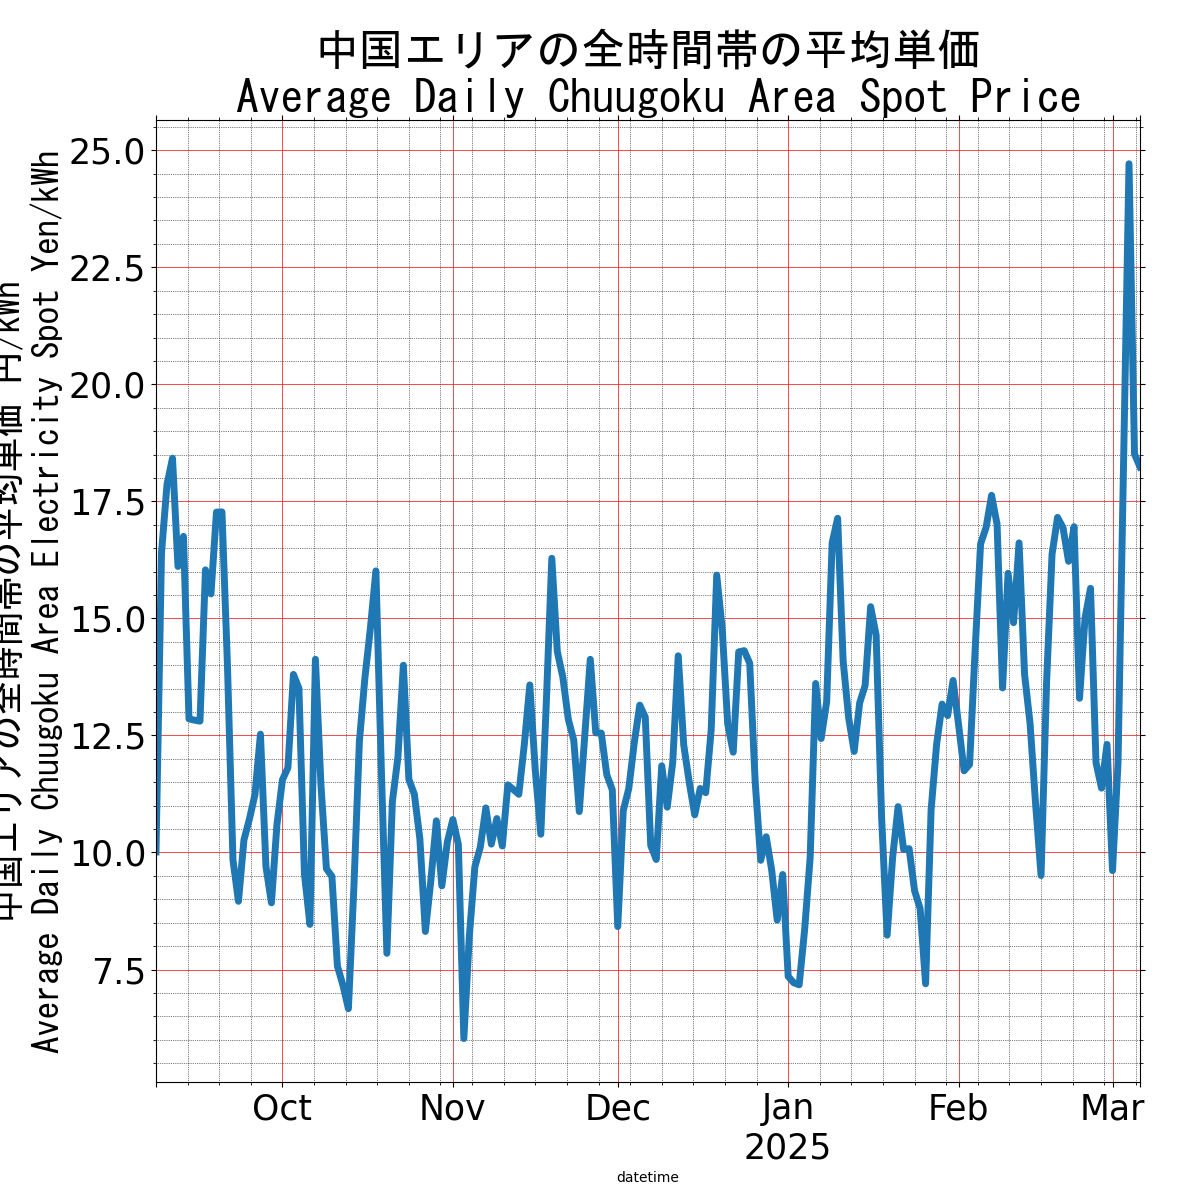 中国エリアの全時間帯の平均単価
Average Daily Chuugoku Area Spot Price
中国エリアの全時間帯の平均単価 円/kWh
Average Daily Chuugoku Area Electricity Spot Yen/kWh
25.0
22.5
20.0
17.5
15.0
12.5
10.0
7.5
Oct
Nov
Dec
Jan
2025
Feb
Mar
datetime